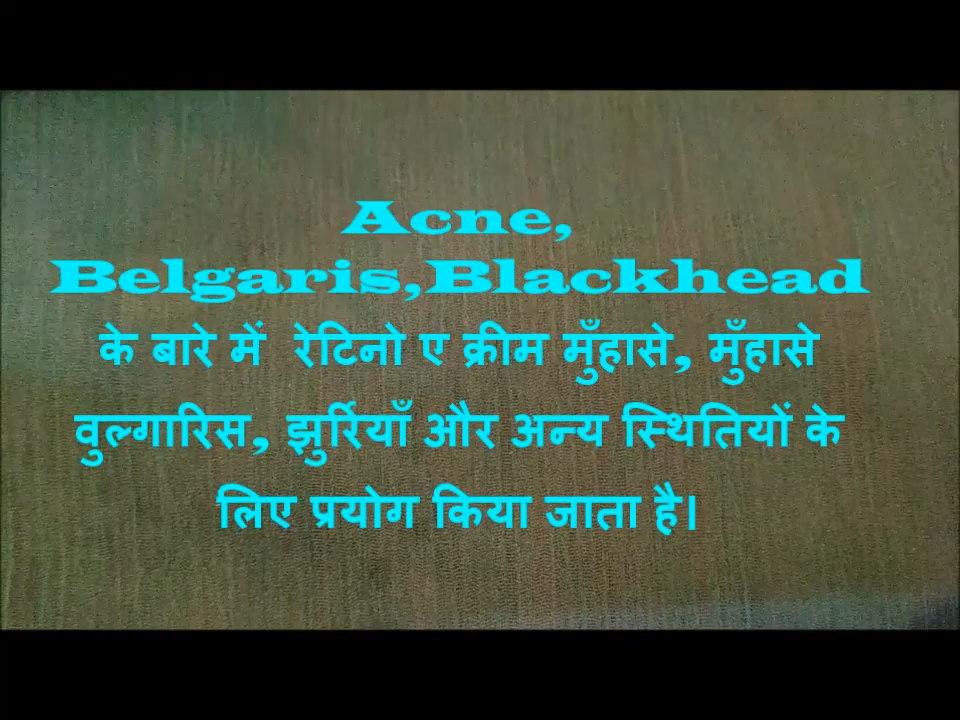 Acne,
Belgaris,Blackhead
के बारे में रेटिनो ए क्रीम मुँहासे, मुँहासे
वुल्गारिस, झुर्रियाँ और अन्य स्थितियों के
लिए प्रयोग किया जाता है।